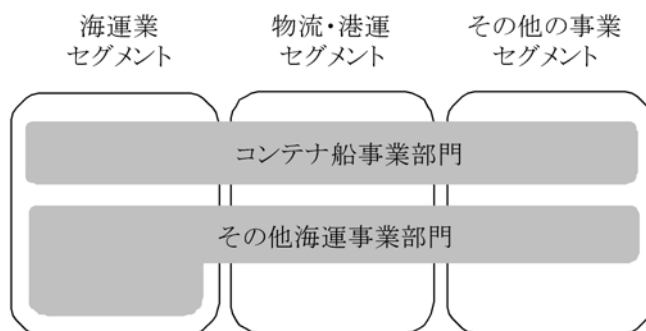 海運業
セグメント
物流・港運
セグメント
その他の事業
セグメント
コンテナ船事業部門
その他海運事業部門